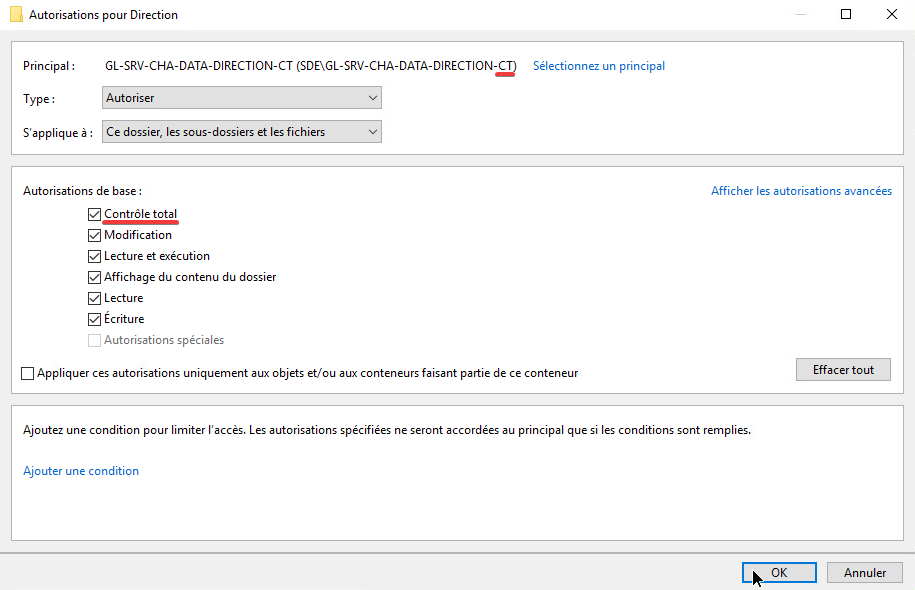 Autorisations pour Direction
Principal : GL-SRV-CHA-DATA-DIRECTION-CT (SDE\GL-SRV-CHA-DATA-DIRECTION-CT) Sélectionnez un principal
Type : Autoriser
S'applique à : Ce dossier, les sous-dossiers et les fichiers
Autorisations de base : Afficher les autorisations avancées
Contrôle total
Modification
Lecture et exécution
Affichage du contenu du dossier
Lecture
Écriture
Autorisations spéciales
Appliquer ces autorisations uniquement aux objets et/ou aux conteneurs faisant partie de ce conteneur Effacer tout
Ajoutez une condition pour limiter l'accès. Les autorisations spécifiées ne seront accordées au principal que si les conditions sont remplies.
Ajouter une condition
OK Annuler